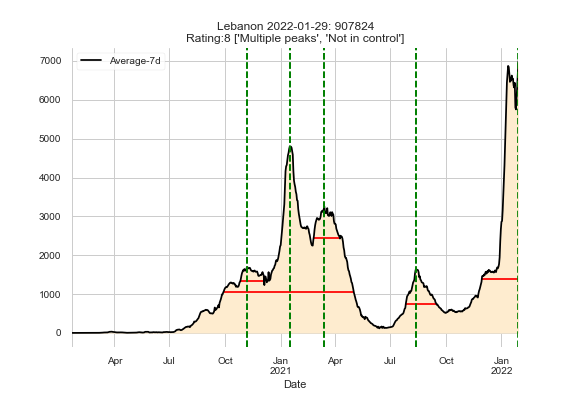 Lebanon 2022-01-29: 907824
Rating:8 ['Multiple peaks', 'Not in control']
Average-7d
7000
6000
5000
4000
3000
2000
1000
0
Apr Jul Oct Jan Apr Jul Oct Jan
2021 2022
Date